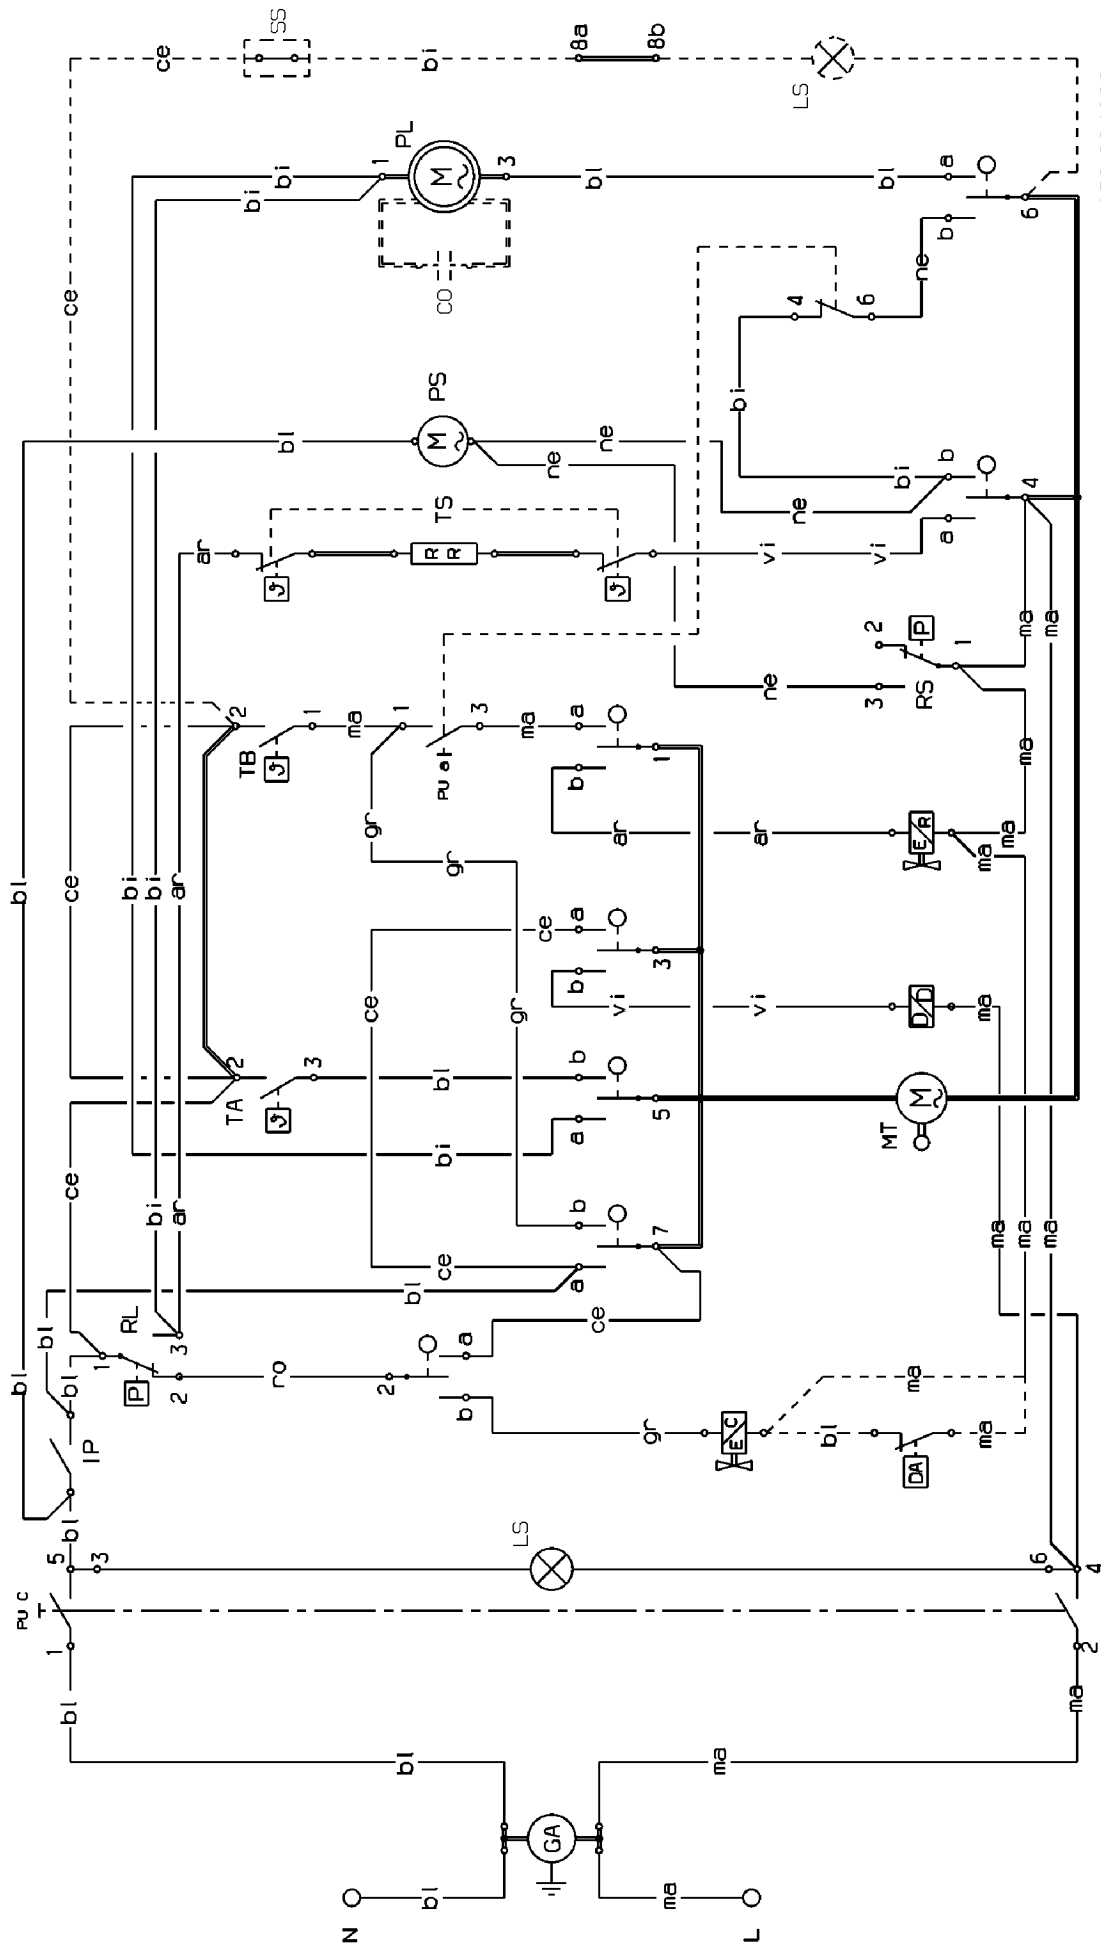 bl
bl
PU C
bl
1
5
bl
bl
bl
ce
ce
ce
IP
3
1
RL
bi
P
bi
bi
ce
2
3
ar
ar
ar
TA
2
TB
2
bi
ro
ϑ
ϑ
ϑ
bl
bi
SS
3
1
N
ma
ce
gr
2
1
bl
1
PL
bl
bl
R R
M
M
bi
ce
bi
bl
PU a
TS
PS
CO
gr
b
a
3
3
LS
gr
ma
ce
GA
ne
a
b
a
b
b
a
b
a
8a
bl
ce
ne
vi
ar
ϑ
gr
7
5
3
1
8b
ma
ma
E C
bi
L
vi
ar
ne
vi
4
LS
bl
6
2
3
vi
bl
DA
MT
M
D D
E R
RS
P
bi
ne
ma
b
a
a
b
b
a
1
ma
ma
ma
ma
ma
ma
ma
ma
4
6
6
ma
ma
ma
2
4